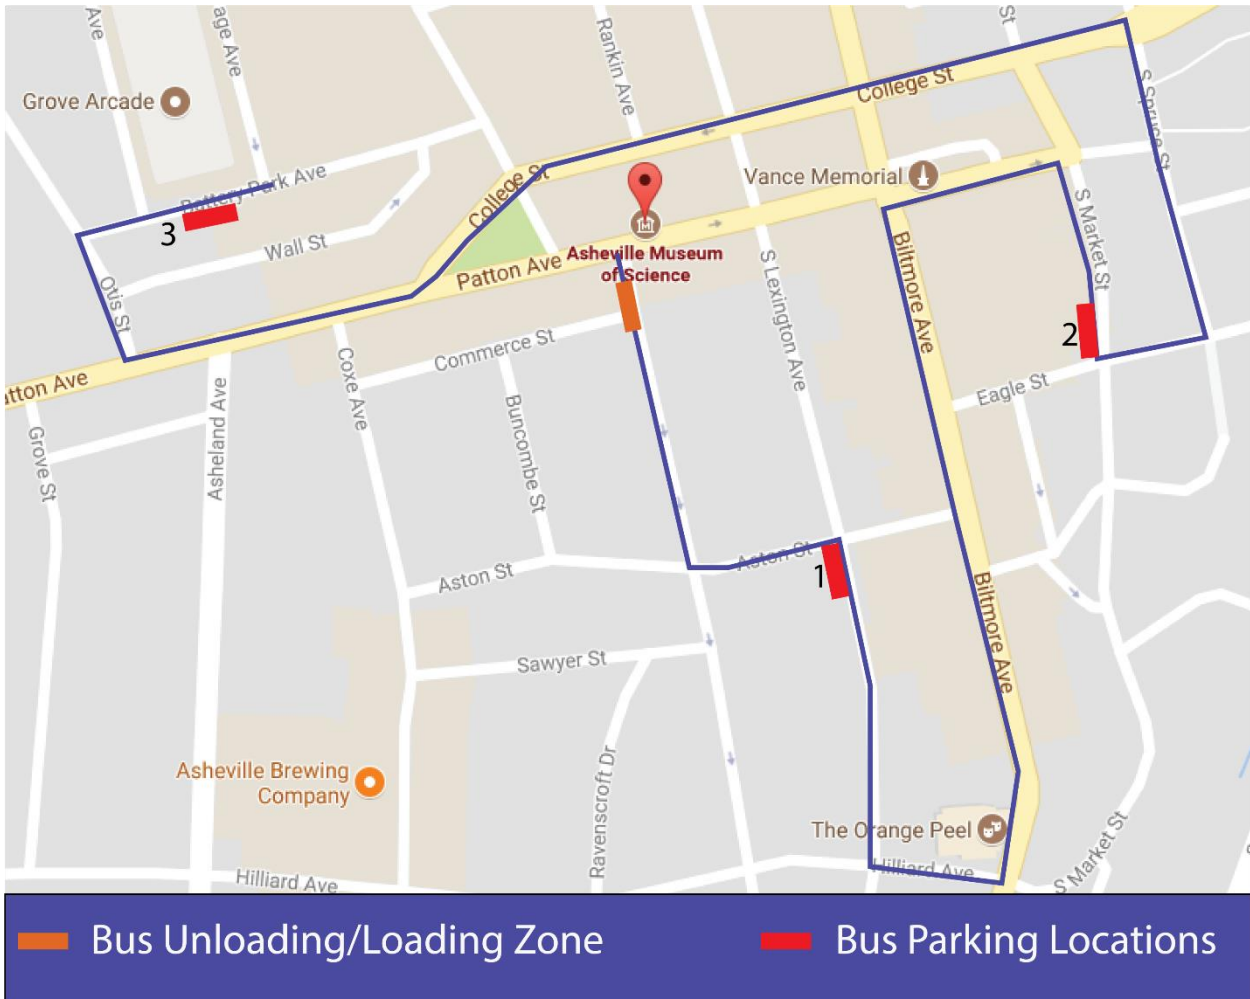 Ave
age Ave
Rankin Ave
St
College St
S Spruce St
Grove Arcade
Battery Park Ave
3
College St
Vance Memorial
S Market St
Wall St
Asheville Museum
of Science
Patton Ave
Otis St
S Lexington Ave
Biltmore Ave
2
Commerce St
Coxe Ave
Eagle St
atton Ave
Asheland Ave
Buncombe St
Grove St
Aston St
1
Aston St
Biltmore Ave
Sawyer St
Ravenscroft Dr
Asheville Brewing
Company
The Orange Peel
S Market St
Hilliard Ave
Hilliard Ave
S
Bus Unloading/Loading Zone
Bus Parking Locations